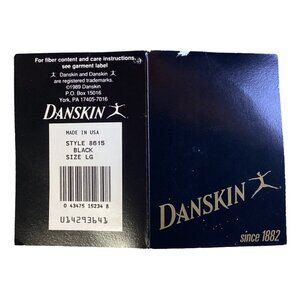 For fiber content and care instructions,
see garment label
Danskin and Danskin
are registered trademarks.
©1989 Danskin
P.O. Box 15016
York, PA 17405-7016
DANSKIN
MADE IN USA
STYLE 8615
BLACK
SIZE LG
0 43475 15234 8
U14293641
DANSKIN
since 1882